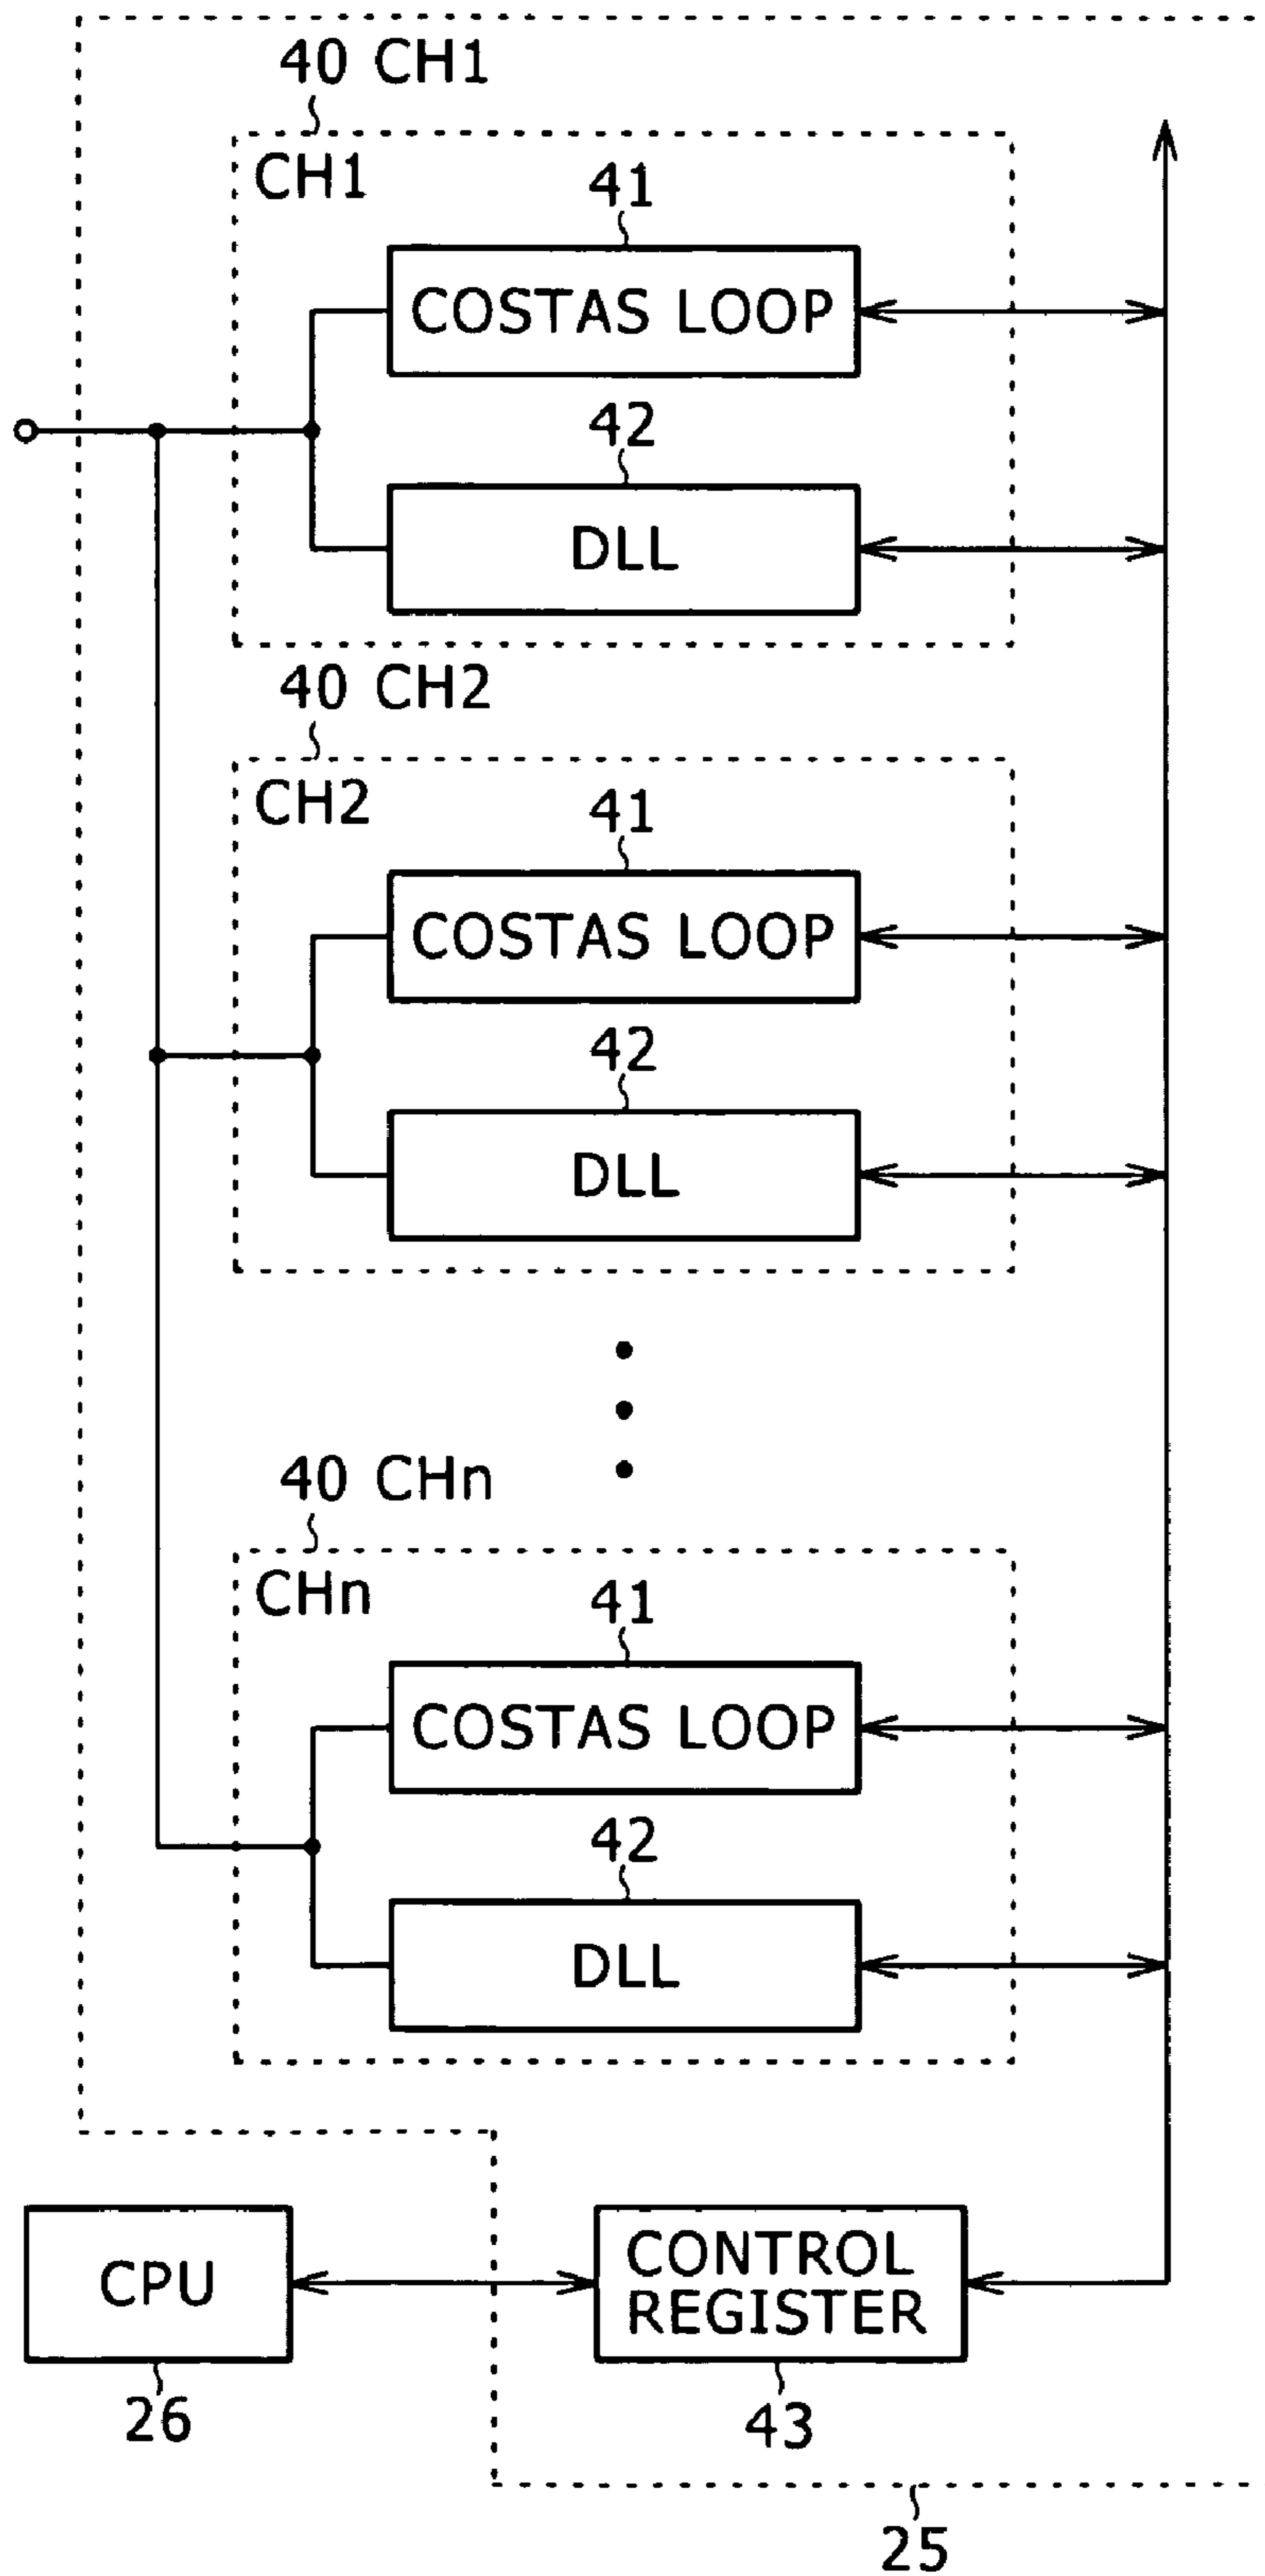 40 CH1
CH1
41
COSTAS LOOP
42
DLL
40 CH2
CH2
41
COSTAS LOOP
42
DLL
40 CHn
CHn
41
COSTAS LOOP
42
DLL
CPU
26
CONTROL
REGISTER
43
25